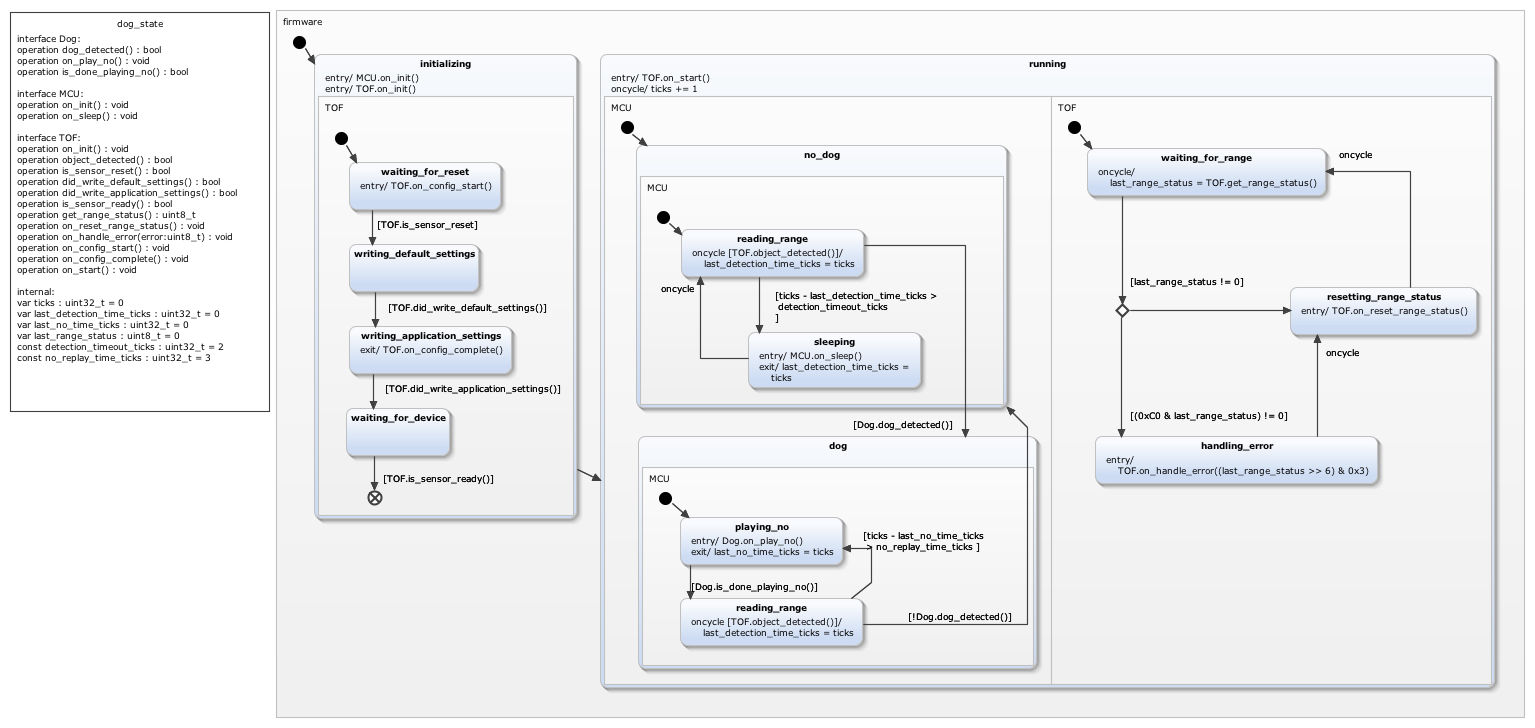 dog_state
interface Dog:
operation dog_detected() : bool
operation on_play_no() : void
operation is_done_playing_no() : bool
interface MCU:
operation on_init() : void
operation on_sleep() : void
interface TOF:
operation on_init() : void
operation object_detected() : bool
operation is_sensor_reset() : bool
operation did_write_default_settings() : bool
operation did_write_application_settings() : bool
operation is_sensor_ready() : bool
operation get_range_status() : uint8_t
operation on_reset_range_status() : void
operation on_handle_error(error:uint8_t) : void
operation on_config_start() : void
operation on_config_complete() : void
operation on_start() : void
internal:
var ticks : uint32_t = 0
var last_detection_time_ticks : uint32_t = 0
var last_no_time_ticks : uint32_t = 0
var last_range_status : uint8_t = 0
const detection_timeout_ticks : uint32_t = 2
const no_replay_time_ticks : uint32_t = 3
firmware
initializing
entry/ MCU.on_init()
entry/ TOF.on_init()
TOF
waiting_for_reset
entry/ TOF.on_config_start()
[TOF.is_sensor_reset]
writing_default_settings
[TOF.did_write_default_settings()]
writing_application_settings
exit/ TOF.on_config_complete()
[TOF.did_write_application_settings()]
waiting_for_device
[TOF.is_sensor_ready()]
running
entry/ TOF.on_start()
oncycle/ ticks += 1
MCU
no_dog
MCU
reading_range
oncycle [TOF.object_detected()]/
last_detection_time_ticks = ticks
oncycle
[ticks - last_detection_time_ticks >
detection_timeout_ticks
]
sleeping
entry/ MCU.on_sleep()
exit/ last_detection_time_ticks =
ticks
[Dog.dog_detected()]
dog
MCU
playing_no
entry/ Dog.on_play_no()
exit/ last_no_time_ticks = ticks
[ticks - last_no_time_ticks
> no_replay_time_ticks ]
[Dog.is_done_playing_no()]
reading_range
oncycle [TOF.object_detected()]/
last_detection_time_ticks = ticks
[!Dog.dog_detected()]
TOF
waiting_for_range
oncycle/
last_range_status = TOF.get_range_status()
oncycle
[last_range_status != 0]
resetting_range_status
entry/ TOF.on_reset_range_status()
oncycle
[(0xC0 & last_range_status) != 0]
handling_error
entry/
TOF.on_handle_error((last_range_status >> 6) & 0x3)